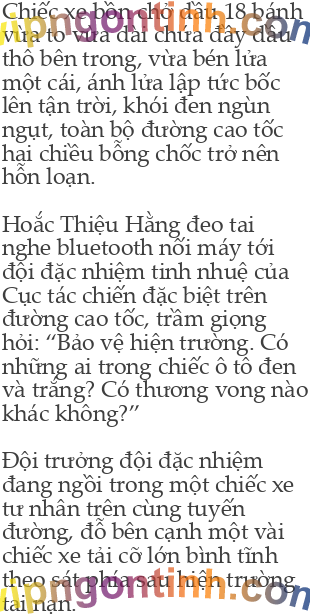 Chiếc xe bồn chở dầu 18 bánh
vừa to vừa dài chứa đầy dầu
thô bên trong, vừa bén lửa
một cái, ánh lửa lập tức bốc
lên tận trời, khói đen ngùn
ngụt, toàn bộ đường cao tốc
hai chiều bỗng chốc trở nên
hỗn loạn.

Hoắc Thiệu Hằng đeo tai
nghe bluetooth nối máy tới
đội đặc nhiệm tinh nhuệ của
Cục tác chiến đặc biệt trên
đường cao tốc, trầm giọng
hỏi: “Bảo vệ hiện trường. Có
những ai trong chiếc ô tô đen
và trắng? Có thương vong nào
khác không?”

Đội trưởng đội đặc nhiệm
đang ngồi trong một chiếc xe
tư nhân trên cùng tuyến
đường, đỗ bên cạnh một vài
chiếc xe tải cỡ lớn bình tĩnh
theo sát phía sau hiện trường
tai nạn.
vipngontinh.com
vipngontinh.com